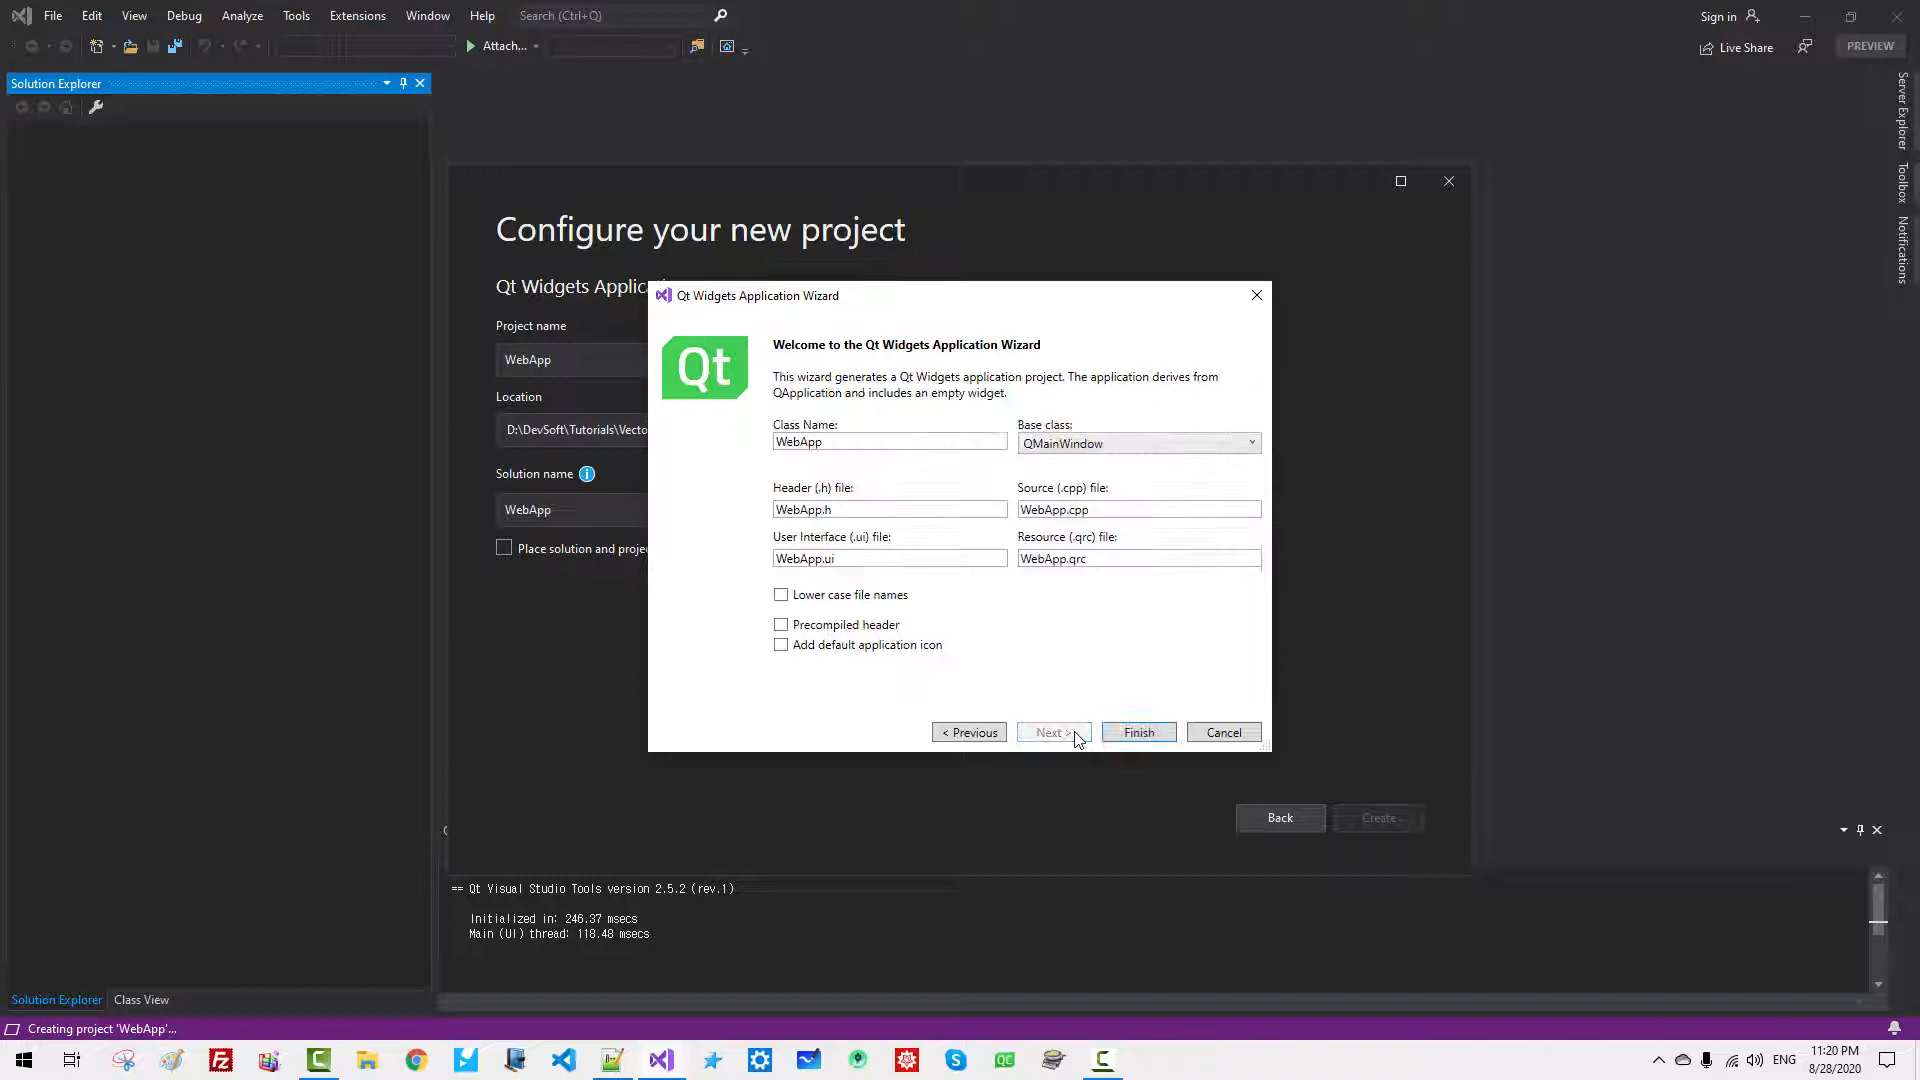 File Edit View Debug Analyze Tools Extensions Window Help Search (Ctrl+Q) Sign in
Attach... Live Share PREVIEW
Solution Explorer
Server Explorer
Toolbox
Notifications
Configure your new project
Qt Widgets Applic
Project name
WebApp
Location
D:\DevSoft\Tutorials\Vecto
Solution name
WebApp
Place solution and proje
Qt Widgets Application Wizard
Qt
Welcome to the Qt Widgets Application Wizard
This wizard generates a Qt Widgets application project. The application derives from
QApplication and includes an empty widget.
Class Name: Base class:
WebApp QMainWindow
Header (.h) file: Source (.cpp) file:
WebApp.h WebApp.cpp
User Interface (.ui) file: Resource (.qrc) file:
WebApp.ui WebApp.qrc
Lower case file names
Precompiled header
Add default application icon
< Previous Next > Finish Cancel
Back Create
== Qt Visual Studio Tools version 2.5.2 (rev.1)
Initialized in: 246.37 msecs
Main (UI) thread: 118.48 msecs
Solution Explorer Class View
Creating project 'WebApp'...
ENG 11:20 PM
8/28/2020